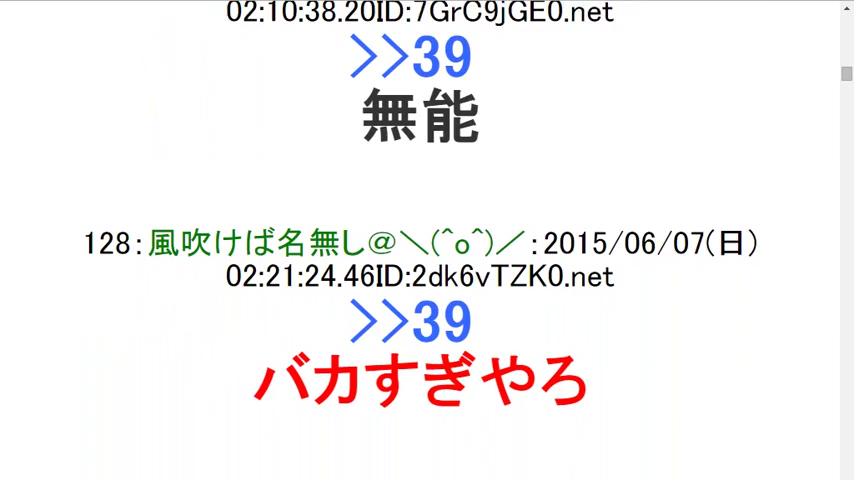 02:10:38.20ID:7GrC9jGE0.net
>>39
無能
128：風吹けば名無し＠＼(^o^)／：2015/06/07(日)
02:21:24.46ID:2dk6vTZK0.net
>>39
バカすぎやろ